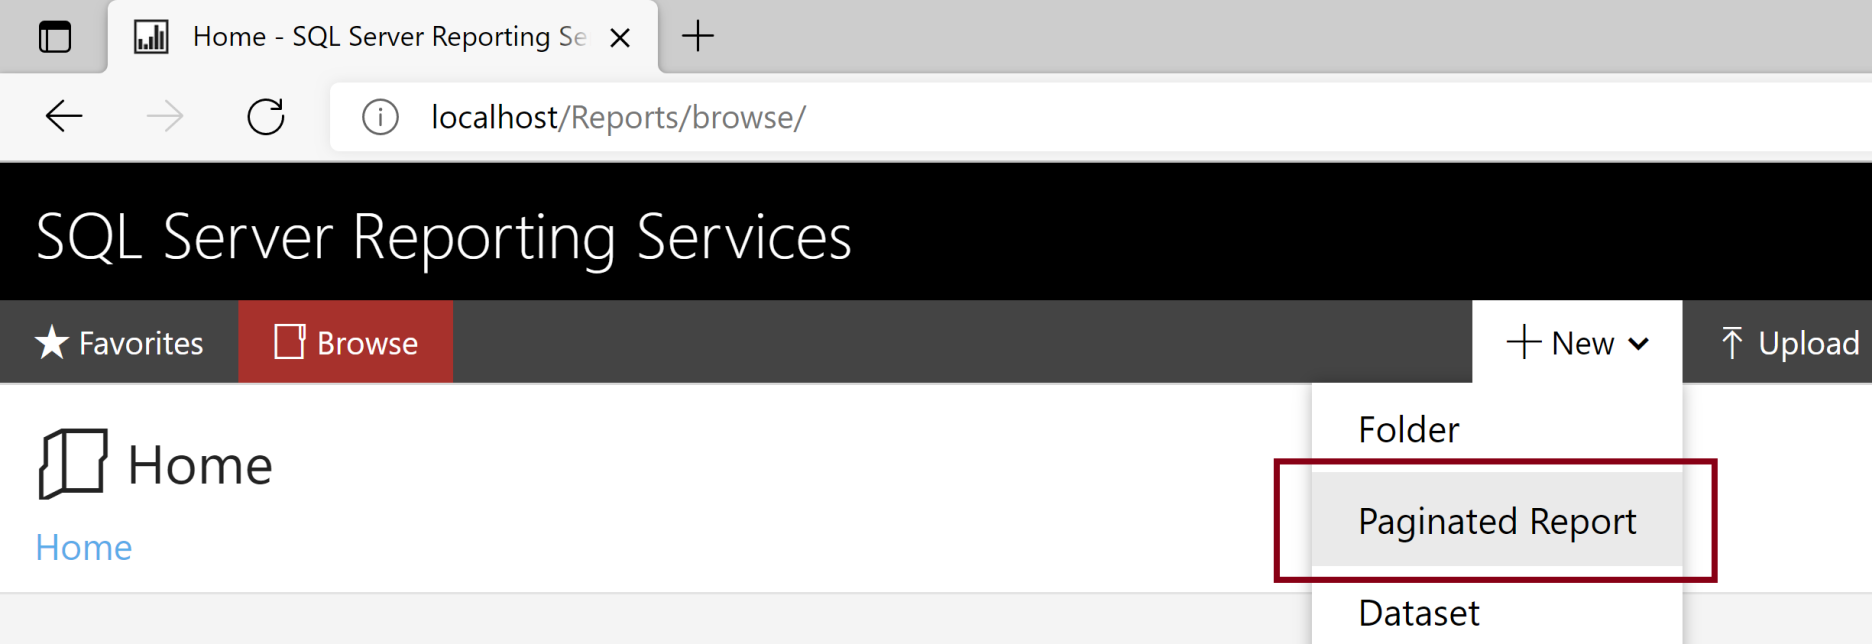 Home - SQL Server Reporting Se
localhost/Reports/browse/
SQL Server Reporting Services
Favorites Browse New Upload
Home
Home
Folder
Paginated Report
Dataset